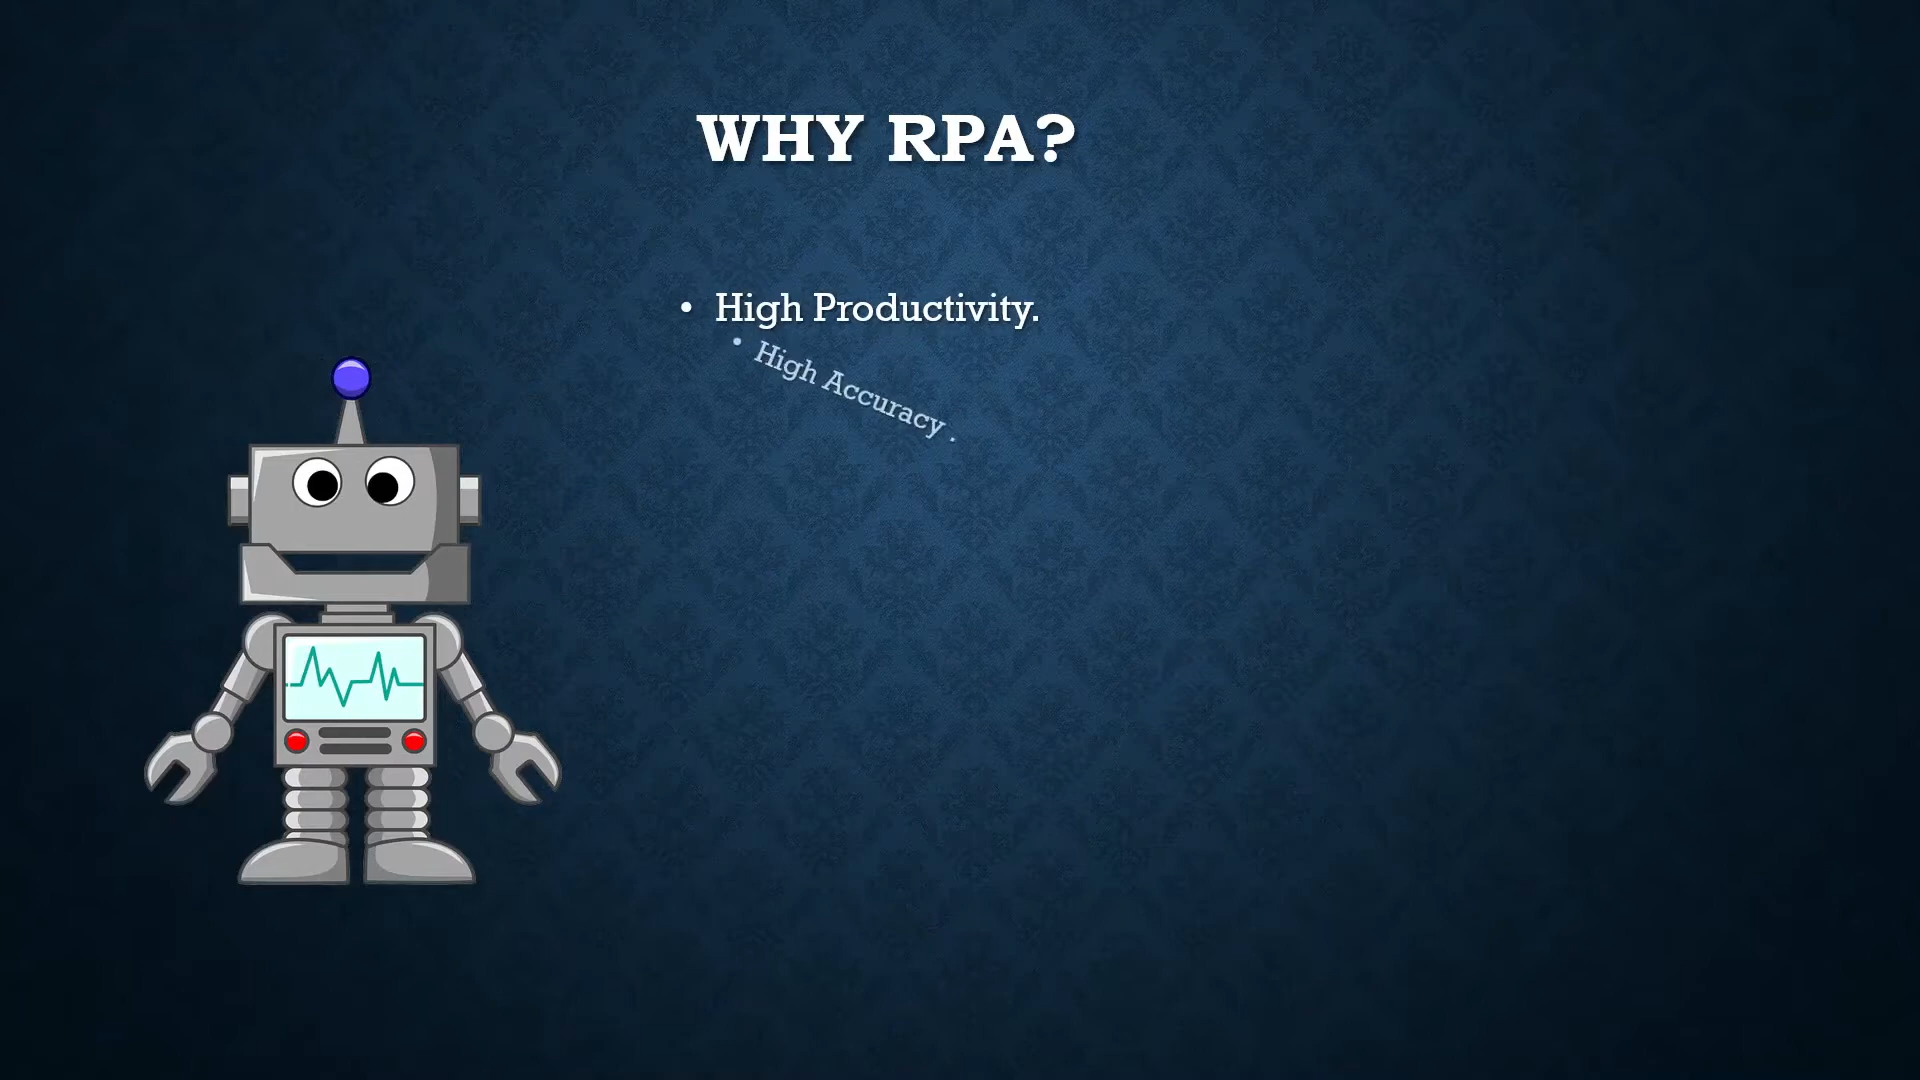 WHY RPA?
• High Productivity.
• High Accuracy .